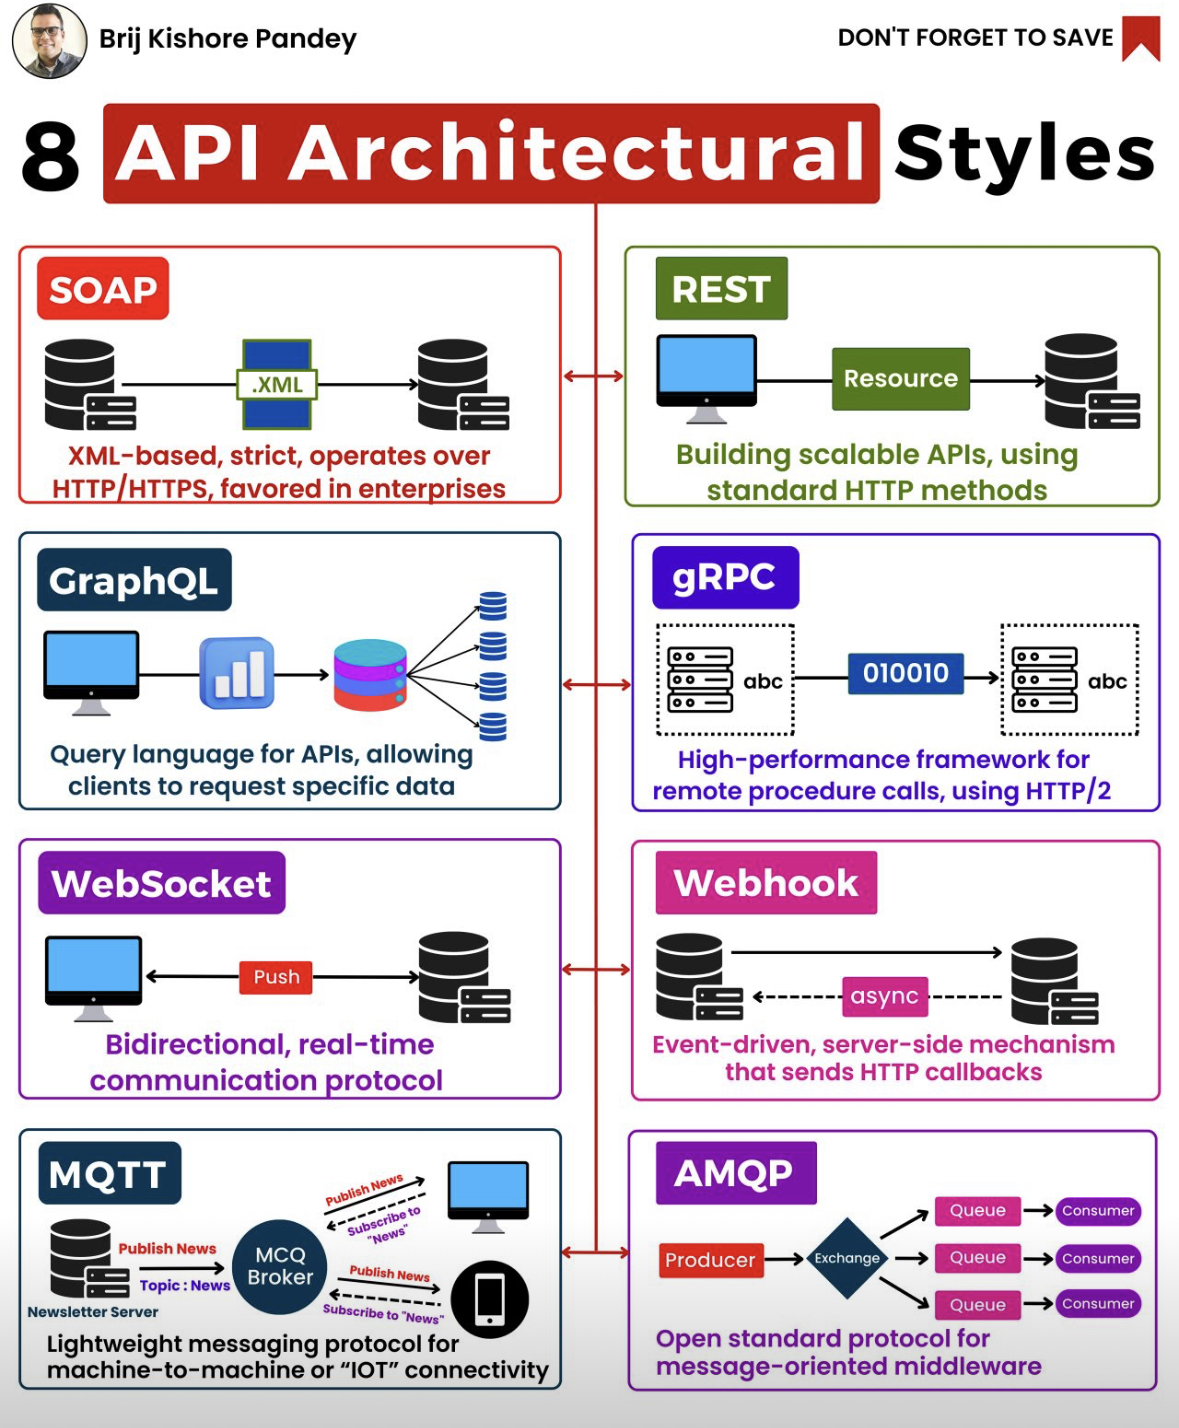 Brij Kishore Pandey
DON'T FORGET TO SAVE
8 API Architectural Styles
SOAP
.XML
XML-based, strict, operates over
HTTP/HTTPS, favored in enterprises
REST
Resource
Building scalable APIs, using
standard HTTP methods
GraphQL
Query language for APIs, allowing
clients to request specific data
gRPC
abc
010010
abc
High-performance framework for
remote procedure calls, using HTTP/2
WebSocket
Push
Bidirectional, real-time
communication protocol
Webhook
async
Event-driven, server-side mechanism
that sends HTTP callbacks
MQTT
Publish News
Topic : News
Newsletter Server
MCQ
Broker
Publish News
Subscribe to
"News"
Publish News
Subscribe to "News"
Lightweight messaging protocol for
machine-to-machine or “IOT” connectivity
AMQP
Producer
Exchange
Queue
Consumer
Queue
Consumer
Queue
Consumer
Open standard protocol for
message-oriented middleware